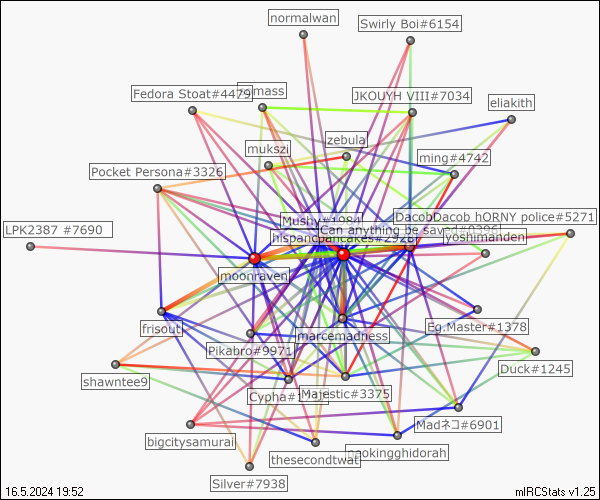 normalwan
Swirly Boi#6154
Fedora Stoat#4479
mass
JKOUYH VIII#7034
eliakith
mukszi
zebula
ming#4742
Pocket Persona#3326
LPK2387 #7690
Mushy#1984
DacobDacob hORNY police#5271
Can anything be saved#0396
hispanicpancakes#2928
yoshimanden
moonraven
frisout
marcemadness
Eg.Master#1378
Pikabro#9971
Duck#1245
shawntee9
Cypha#
Majestic#3375
Madネコ#6901
bigcitysamurai
thesecondtwat
gookingghidorah
Silver#7938
16.5.2024 19:52
mIRCStats v1.25